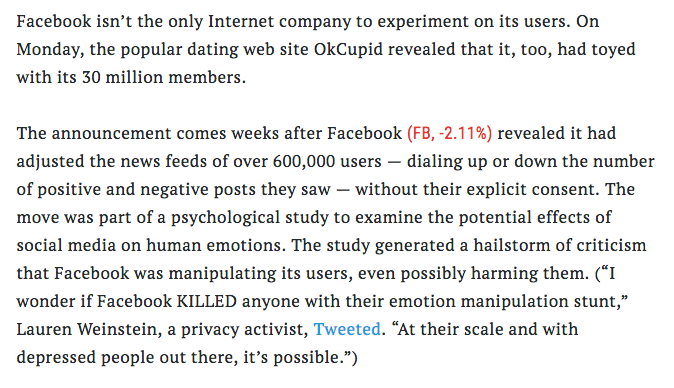 Facebook isn’t the only Internet company to experiment on its users. On
Monday, the popular dating web site OkCupid revealed that it, too, had toyed
with its 30 million members.
The announcement comes weeks after Facebook (FB, -2.11%) revealed it had
adjusted the news feeds of over 600,000 users — dialing up or down the number
of positive and negative posts they saw — without their explicit consent. The
move was part of a psychological study to examine the potential effects of
social media on human emotions. The study generated a hailstorm of criticism
that Facebook was manipulating its users, even possibly harming them. (“I
wonder if Facebook KILLED anyone with their emotion manipulation stunt,”
Lauren Weinstein, a privacy activist, Tweeted. “At their scale and with
depressed people out there, it’s possible.”)